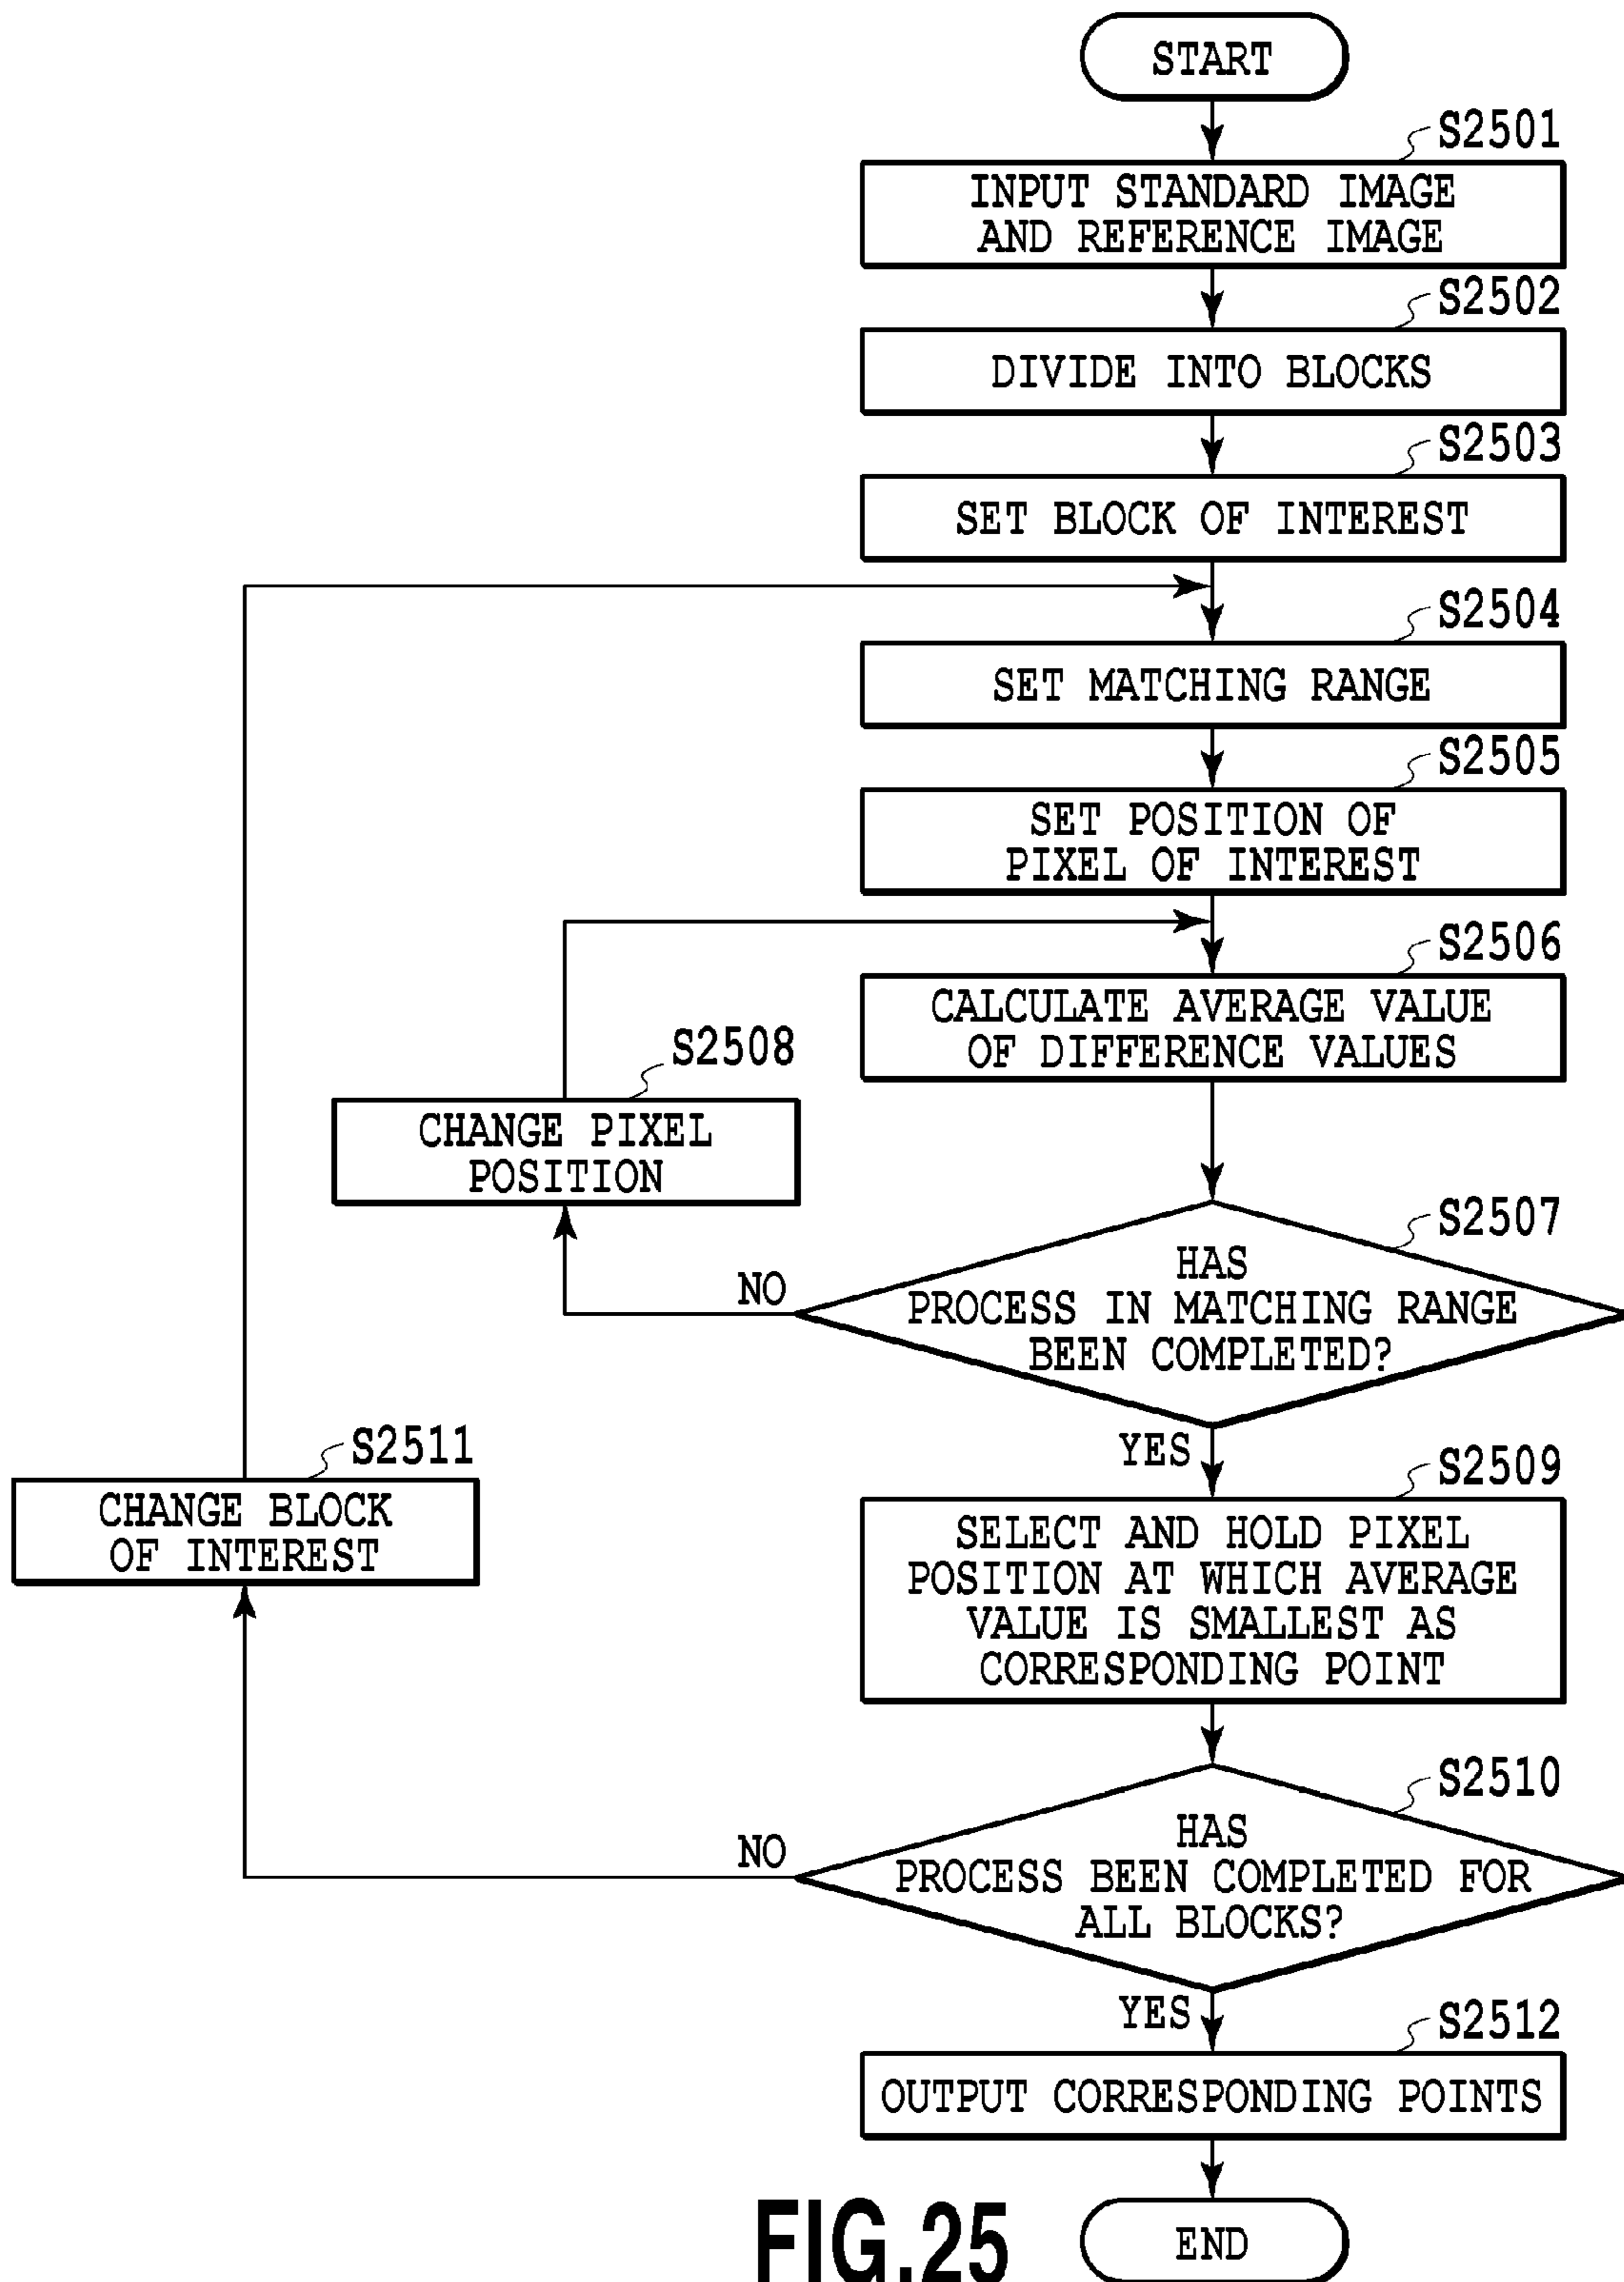 START
S2501
INPUT STANDARD IMAGE
AND REFERENCE IMAGE
S2502
DIVIDE INTO BLOCKS
S2503
SET BLOCK OF INTEREST
S2504
SET MATCHING RANGE
S2505
SET POSITION OF
PIXEL OF INTEREST
S2506
CALCULATE AVERAGE VALUE
OF DIFFERENCE VALUES
S2508
CHANGE PIXEL
POSITION
S2507
HAS
PROCESS IN MATCHING RANGE
BEEN COMPLETED?
NO
YES
S2509
SELECT AND HOLD PIXEL
POSITION AT WHICH AVERAGE
VALUE IS SMALLEST AS
CORRESPONDING POINT
S2511
CHANGE BLOCK
OF INTEREST
S2510
HAS
PROCESS BEEN COMPLETED FOR
ALL BLOCKS?
NO
YES
S2512
OUTPUT CORRESPONDING POINTS
END
FIG.25